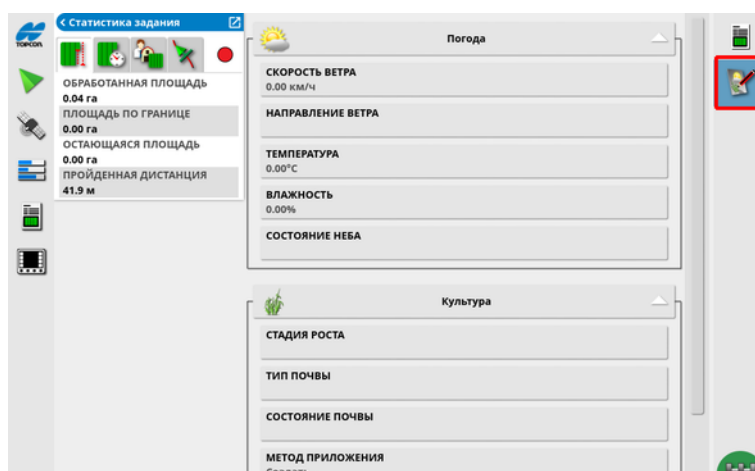 TOPCON
< Статистика задания
ОБРАБОТАННАЯ ПЛОЩАДЬ
0.04 га
ПЛОЩАДЬ ПО ГРАНИЦЕ
0.00 га
ОСТАЮЩАЯСЯ ПЛОЩАДЬ
0.00 га
ПРОЙДЕННАЯ ДИСТАНЦИЯ
41.9 м
Погода
СКОРОСТЬ ВЕТРА
0.00 км/ч
НАПРАВЛЕНИЕ ВЕТРА
ТЕМПЕРАТУРА
0.00°C
ВЛАЖНОСТЬ
0.00%
СОСТОЯНИЕ НЕБА
Культура
СТАДИЯ РОСТА
ТИП ПОЧВЫ
СОСТОЯНИЕ ПОЧВЫ
МЕТОД ПРИЛОЖЕНИЯ